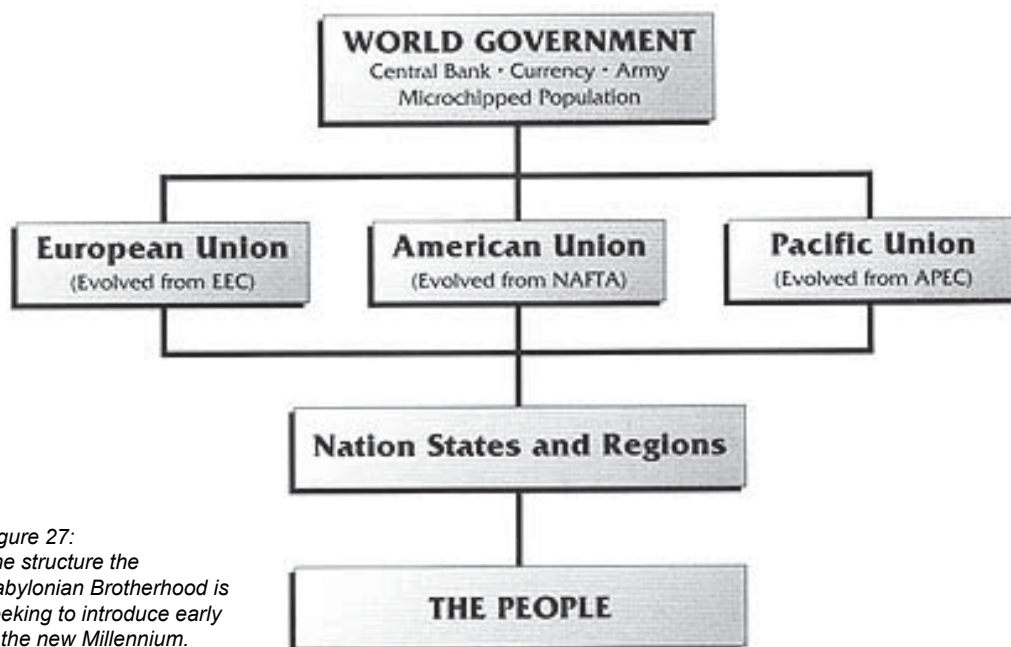 WORLD GOVERNMENT
Central Bank · Currency · Army
Microchipped Population
European Union
(Evolved from EEC)
American Union
(Evolved from NAFTA)
Pacific Union
(Evolved from APEC)
Nation States and Regions
THE PEOPLE
igure 27:
he structure the
abylonian Brotherhood is
eeking to introduce early
the new Millennium.